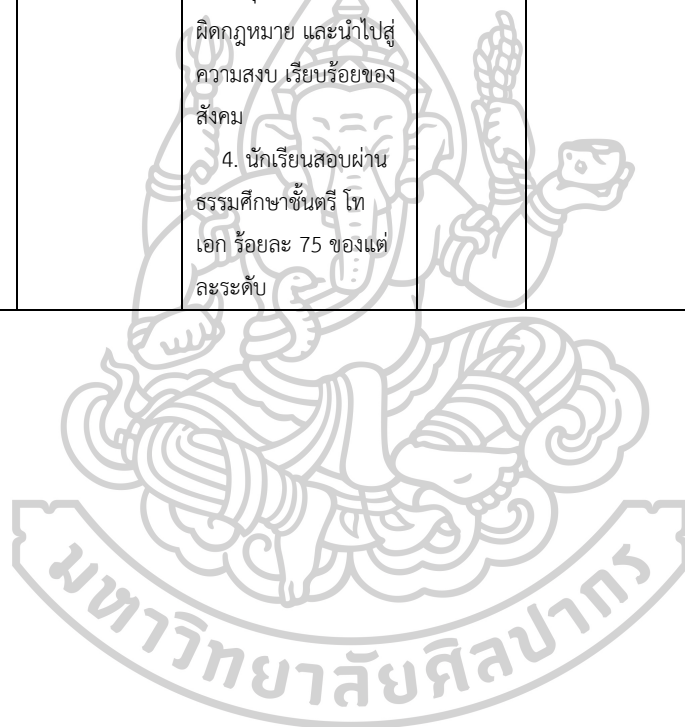 ผิดกฎหมาย และนำไปสู่
ความสงบ เรียบร้อยของ
สังคม
4. นักเรียนสอบผ่าน
ธรรมศึกษาชั้นตรี โท
เอก ร้อยละ 75 ของแต่
ละระดับ
มหาวิทยาลัยศิลปากร